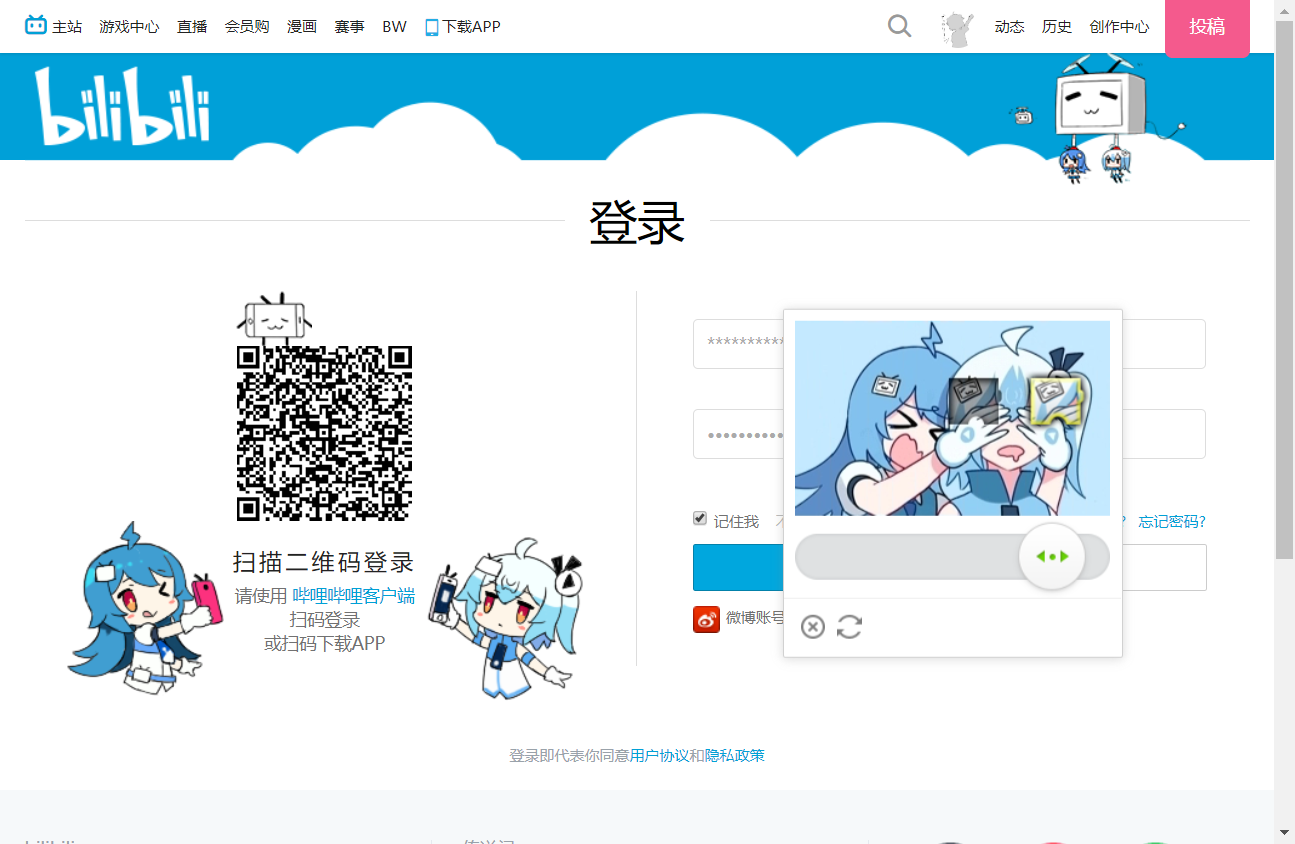 主站 游戏中心 直播 会员购 漫画 赛事 BW 下载APP 动态 历史 创作中心 投稿
bilibili
登录
***********
•••••••••••
记住我 ? 忘记密码?
扫描二维码登录
请使用 哔哩哔哩客户端
扫码登录
或扫码下载APP
微博账号
登录即代表你同意用户协议和隐私政策
bilibili 传送门